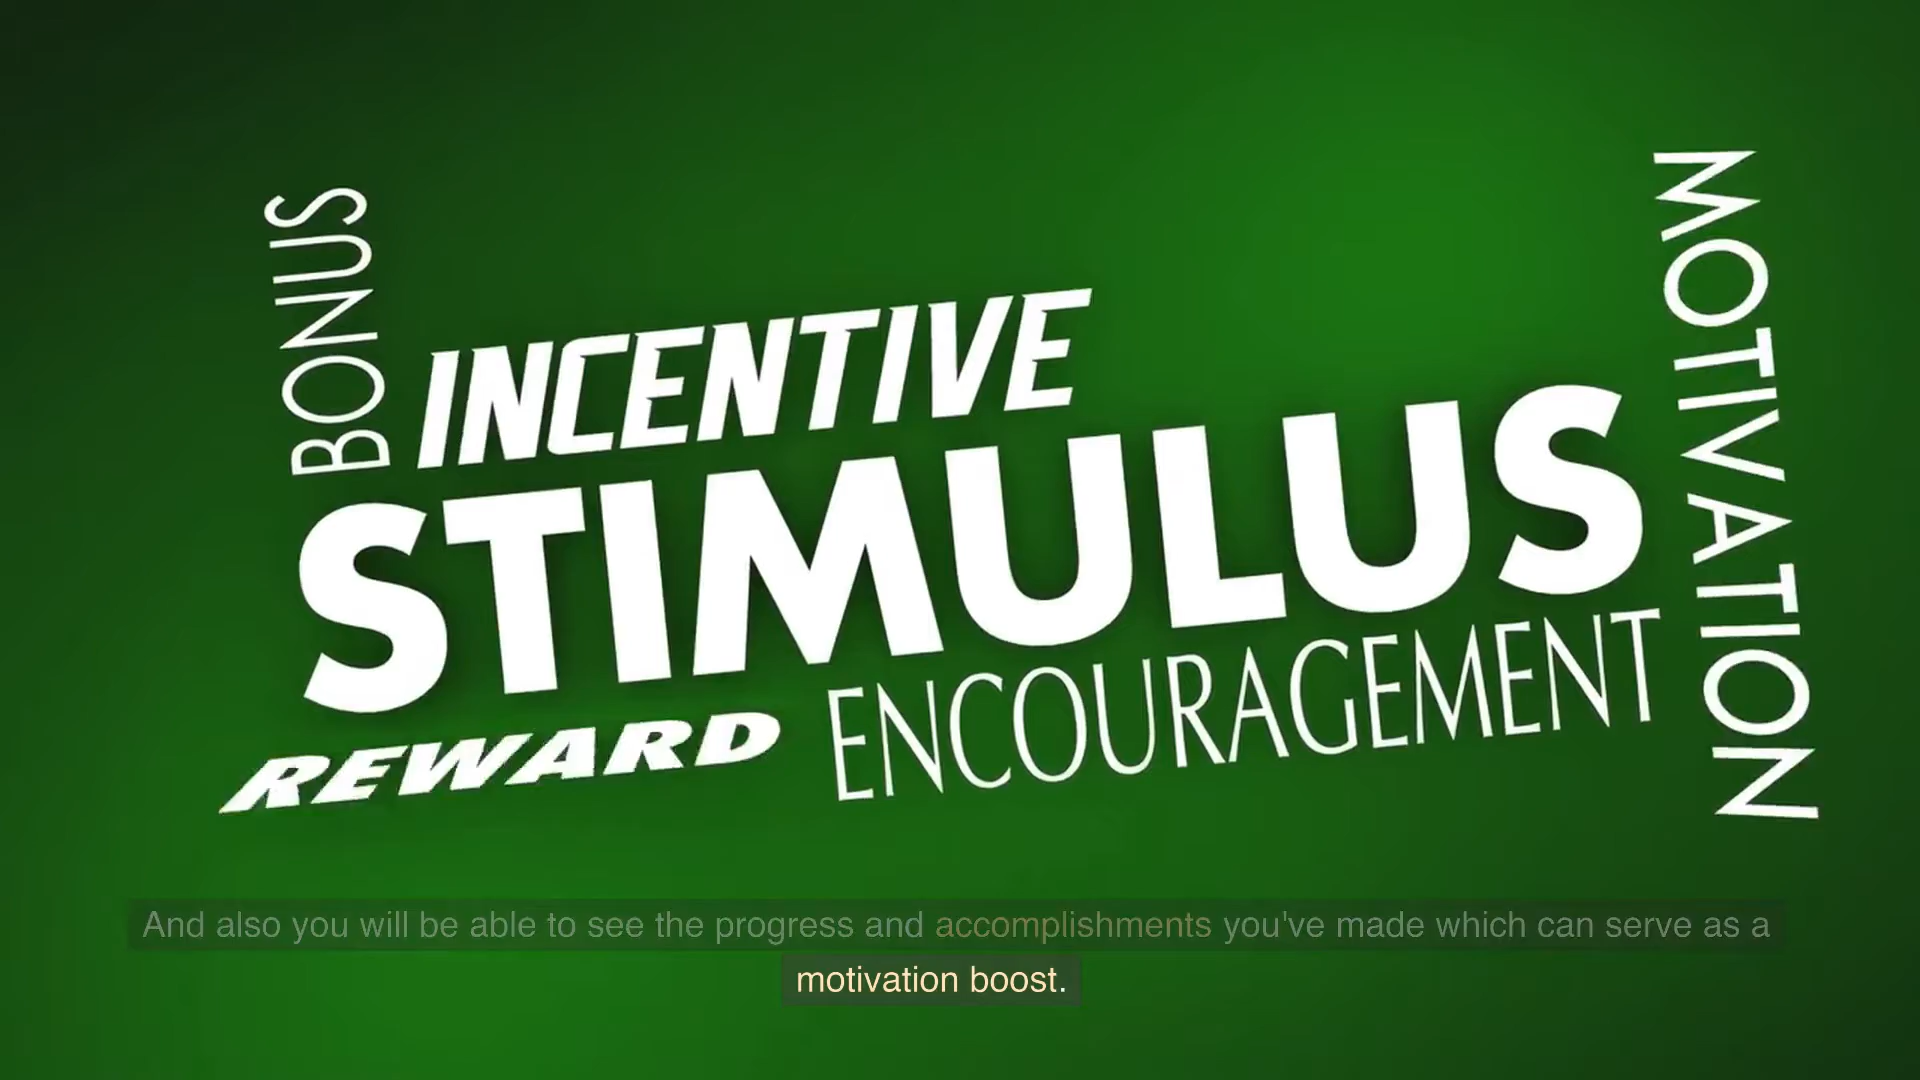 BONUS
INCENTIVE
STIMULUS
MOTIVATION
REWARD
ENCOURAGEMENT
And also you will be able to see the progress and accomplishments you've made which can serve as a
motivation boost.